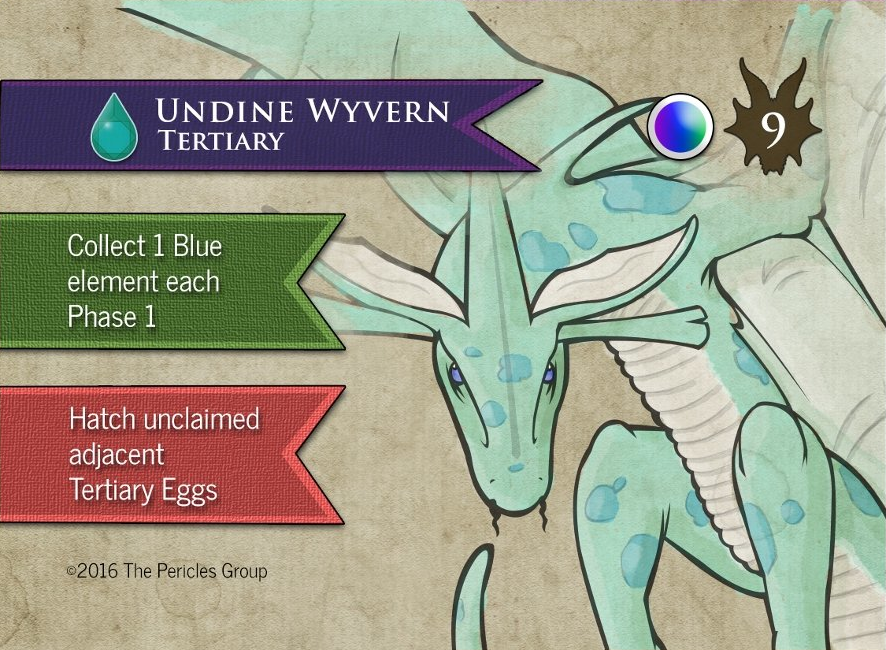 Undine Wyvern
Tertiary
9
Collect 1 Blue
element each
Phase 1
Hatch unclaimed
adjacent
Tertiary Eggs
©2016 The Pericles Group